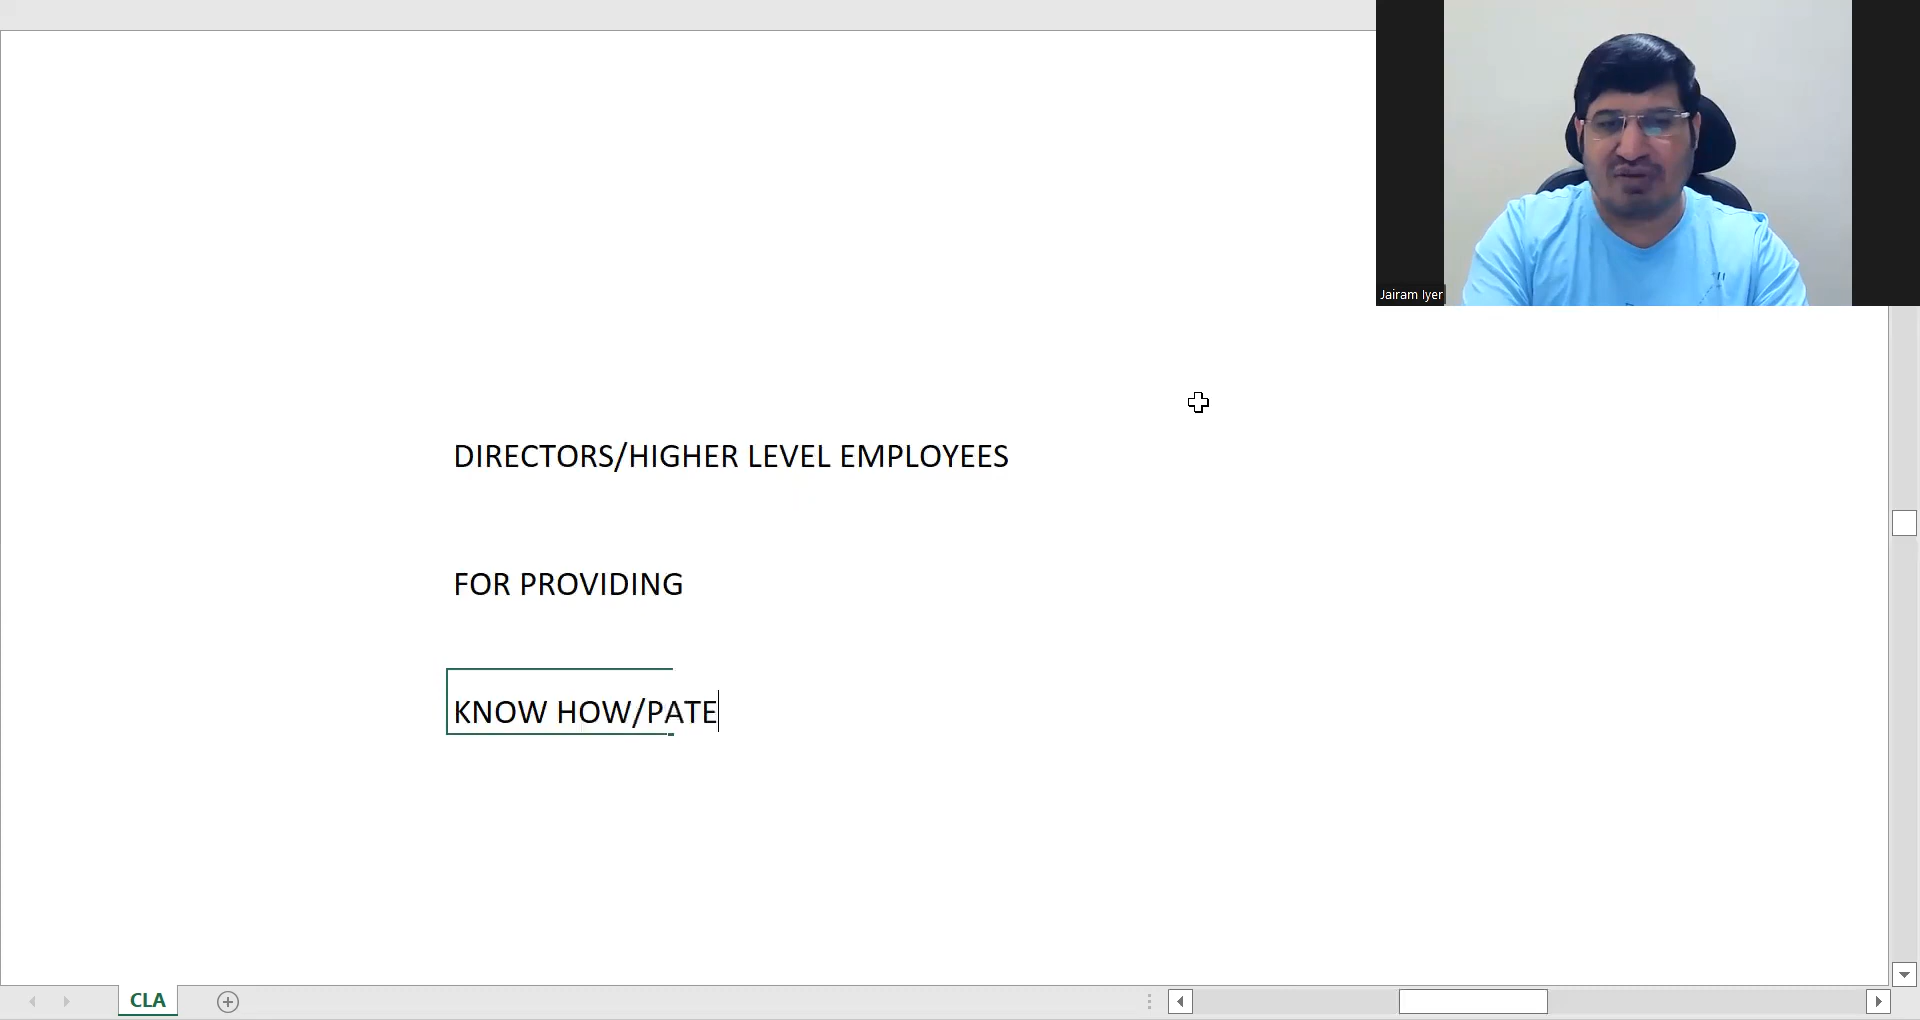 Jairam Iyer
DIRECTORS/HIGHER LEVEL EMPLOYEES
FOR PROVIDING
KNOW HOW/PATE
CLA